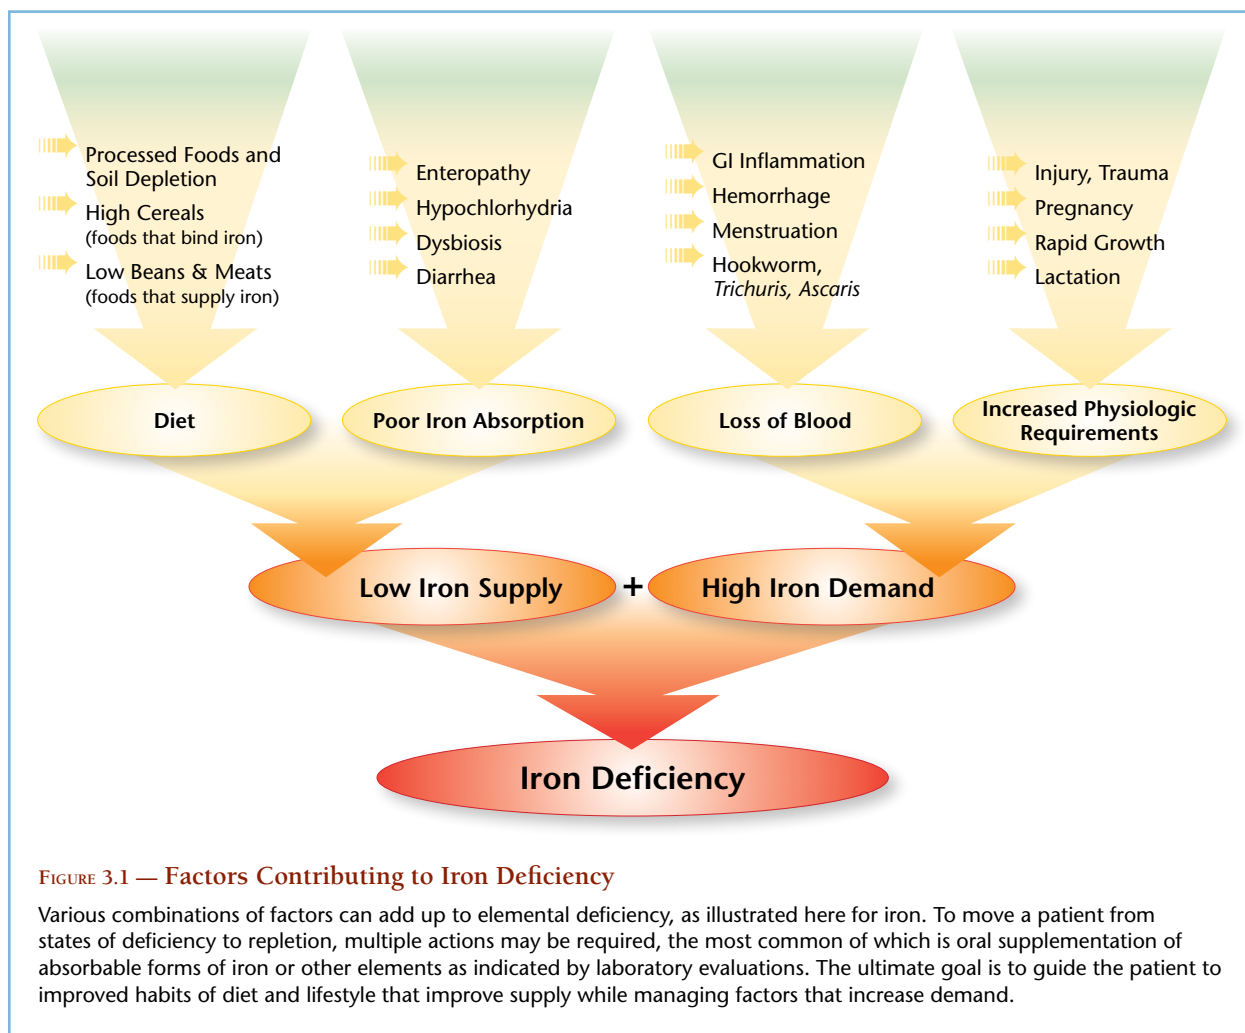 Processed Foods and
Soil Depletion
High Cereals
(foods that bind iron)
Low Beans & Meats
(foods that supply iron)
Enteropathy
Hypochlorhydria
Dysbiosis
Diarrhea
GI Inflammation
Hemorrhage
Menstruation
Hookworm,
Trichuris, Ascaris
Injury, Trauma
Pregnancy
Rapid Growth
Lactation
Diet
Poor Iron Absorption
Loss of Blood
Increased Physiologic
Requirements
Low Iron Supply + High Iron Demand
Iron Deficiency
Figure 3.1 — Factors Contributing to Iron Deficiency
Various combinations of factors can add up to elemental deficiency, as illustrated here for iron. To move a patient from
states of deficiency to repletion, multiple actions may be required, the most common of which is oral supplementation of
absorbable forms of iron or other elements as indicated by laboratory evaluations. The ultimate goal is to guide the patient to
improved habits of diet and lifestyle that improve supply while managing factors that increase demand.